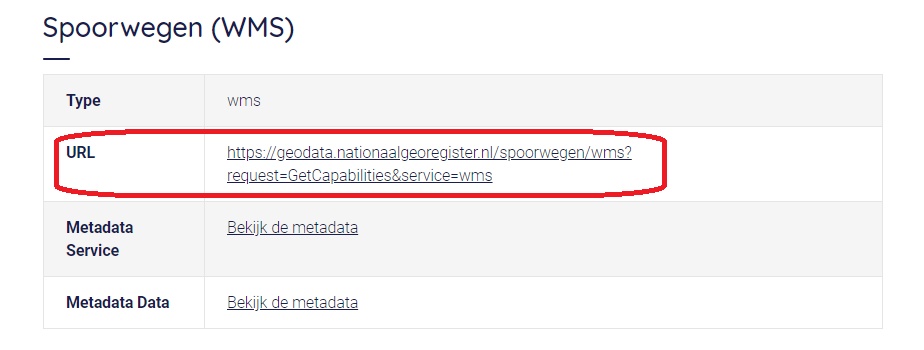 Spoorwegen (WMS)
Type wms
URL https://geodata.nationaalgeoregister.nl/spoorwegen/wms?
request=GetCapabilities&service=wms
Metadata Bekijk de metadata
Service
Metadata Data Bekijk de metadata